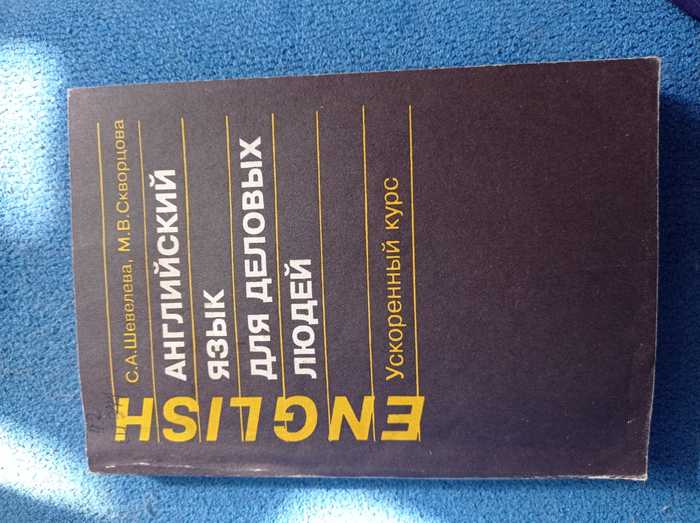 С.А.Шевелева, М.В.Скворцова
АНГЛИЙСКИЙ
ЯЗЫК
ДЛЯ ДЕЛОВЫХ
ЛЮДЕЙ
Ускоренный курс
ENGLISH